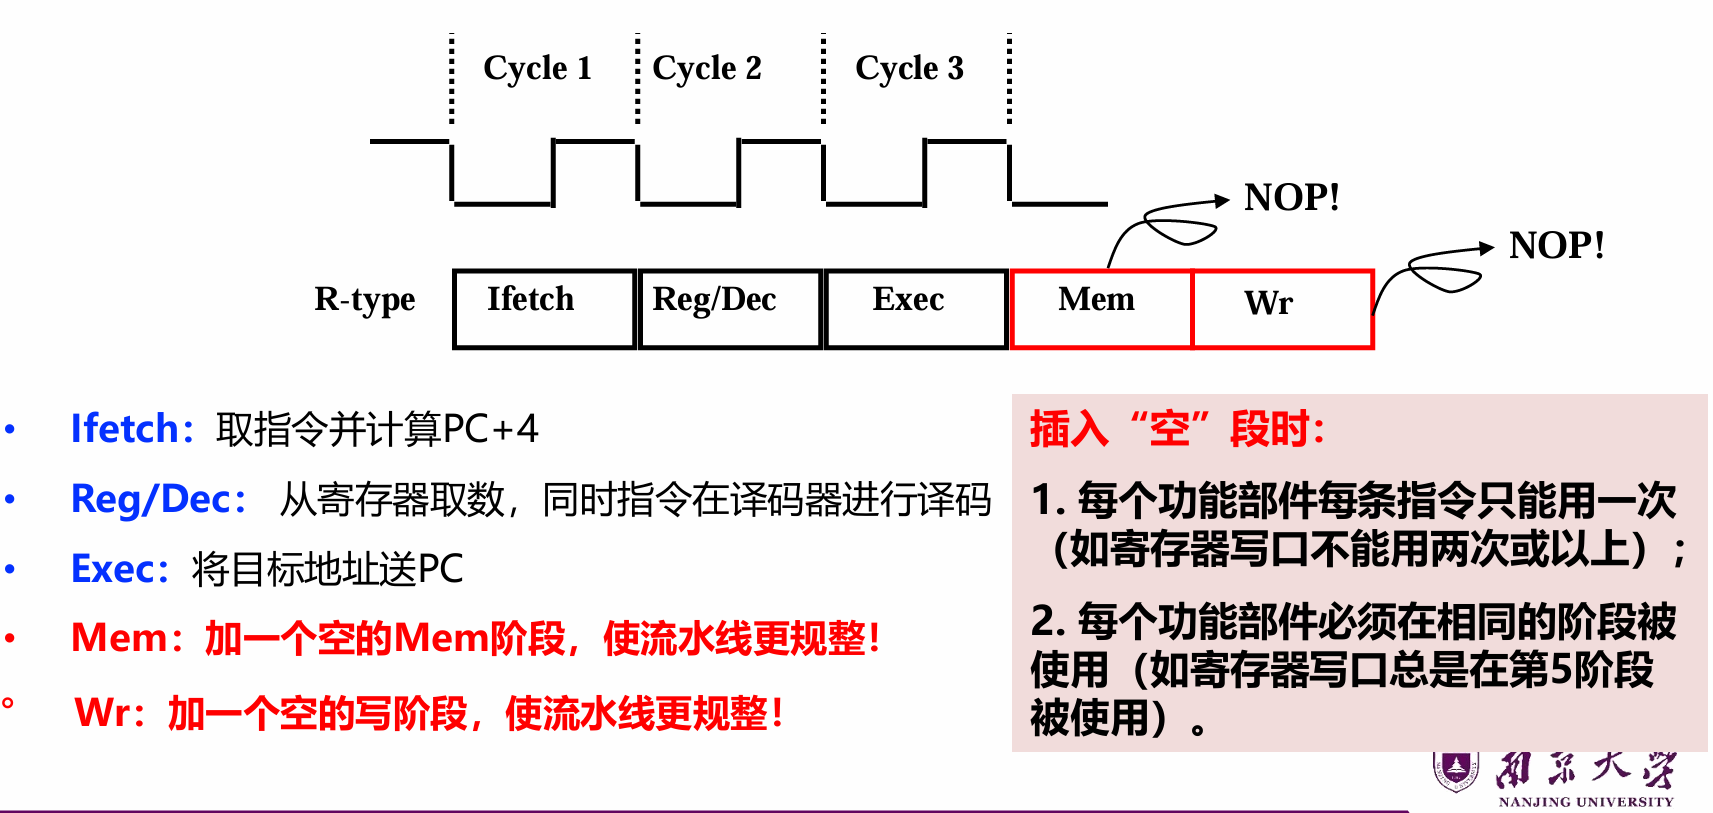 Cycle 1 Cycle 2 Cycle 3
NOP!
NOP!
R-type Ifetch Reg/Dec Exec Mem Wr
• Ifetch：取指令并计算PC+4
• Reg/Dec： 从寄存器取数，同时指令在译码器进行译码
• Exec：将目标地址送PC
• Mem：加一个空的Mem阶段，使流水线更规整！
° Wr：加一个空的写阶段，使流水线更规整！
插入“空”段时：
1. 每个功能部件每条指令只能用一次
（如寄存器写口不能用两次或以上）；
2. 每个功能部件必须在相同的阶段被
使用（如寄存器写口总是在第5阶段
被使用）。
南京大学
NANJING UNIVERSITY